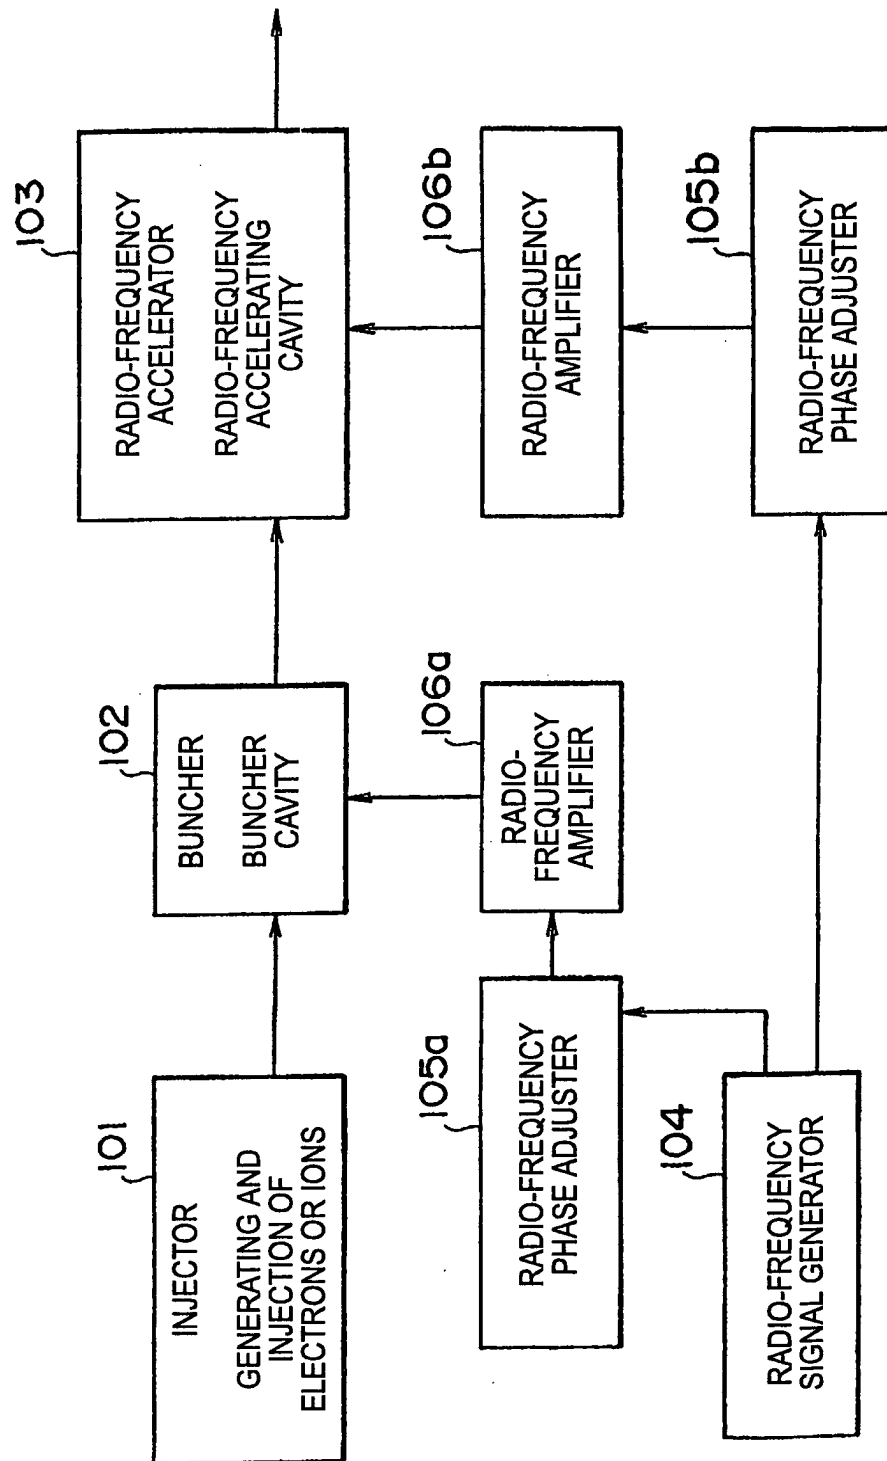 101
INJECTOR
GENERATING AND
INJECTION OF
ELECTRONS OR IONS
102
BUNCHER
BUNCHER
CAVITY
103
RADIO-FREQUENCY
ACCELERATOR
RADIO-FREQUENCY
ACCELERATING
CAVITY
105a
RADIO-FREQUENCY
PHASE ADJUSTER
106a
RADIO-
FREQUENCY
AMPLIFIER
106b
RADIO-FREQUENCY
AMPLIFIER
104
RADIO-FREQUENCY
SIGNAL GENERATOR
105b
RADIO-FREQUENCY
PHASE ADJUSTER